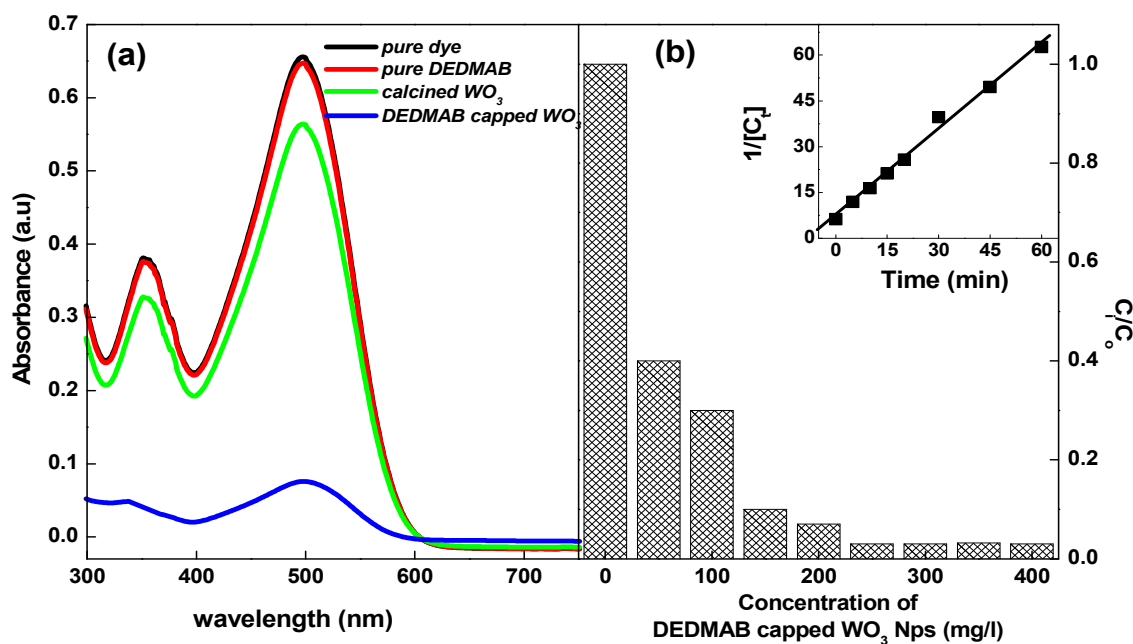 (a)
pure dye
pure DEDMAB
calcined WO₃
DEDMAB capped WO₃
Absorbance (a.u)
0.7
0.6
0.5
0.4
0.3
0.2
0.1
0.0
300 400 500 600 700
wavelength (nm)
(b)
1/[C]t
60
45
30
15
0
0 15 30 45 60
Time (min)
1.0
0.8
0.6
0.4
0.2
0.0
Ci/Co
0 100 200 300 400
Concentration of
DEDMAB capped WO₃ Nps (mg/l)